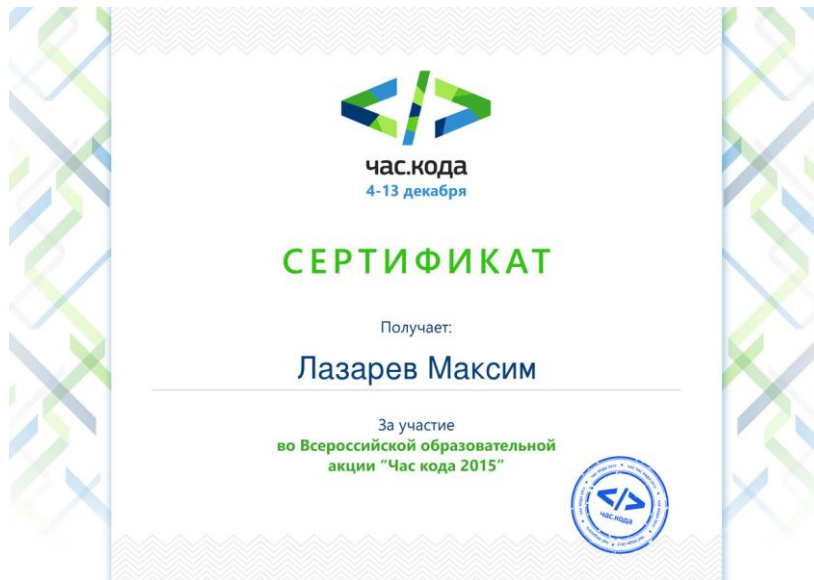 час.кода
4-13 декабря
СЕРТИФИКАТ
Получает:
Лазарев Максим
За участие
во Всероссийской образовательной
акции “Час кода 2015”
час.кода